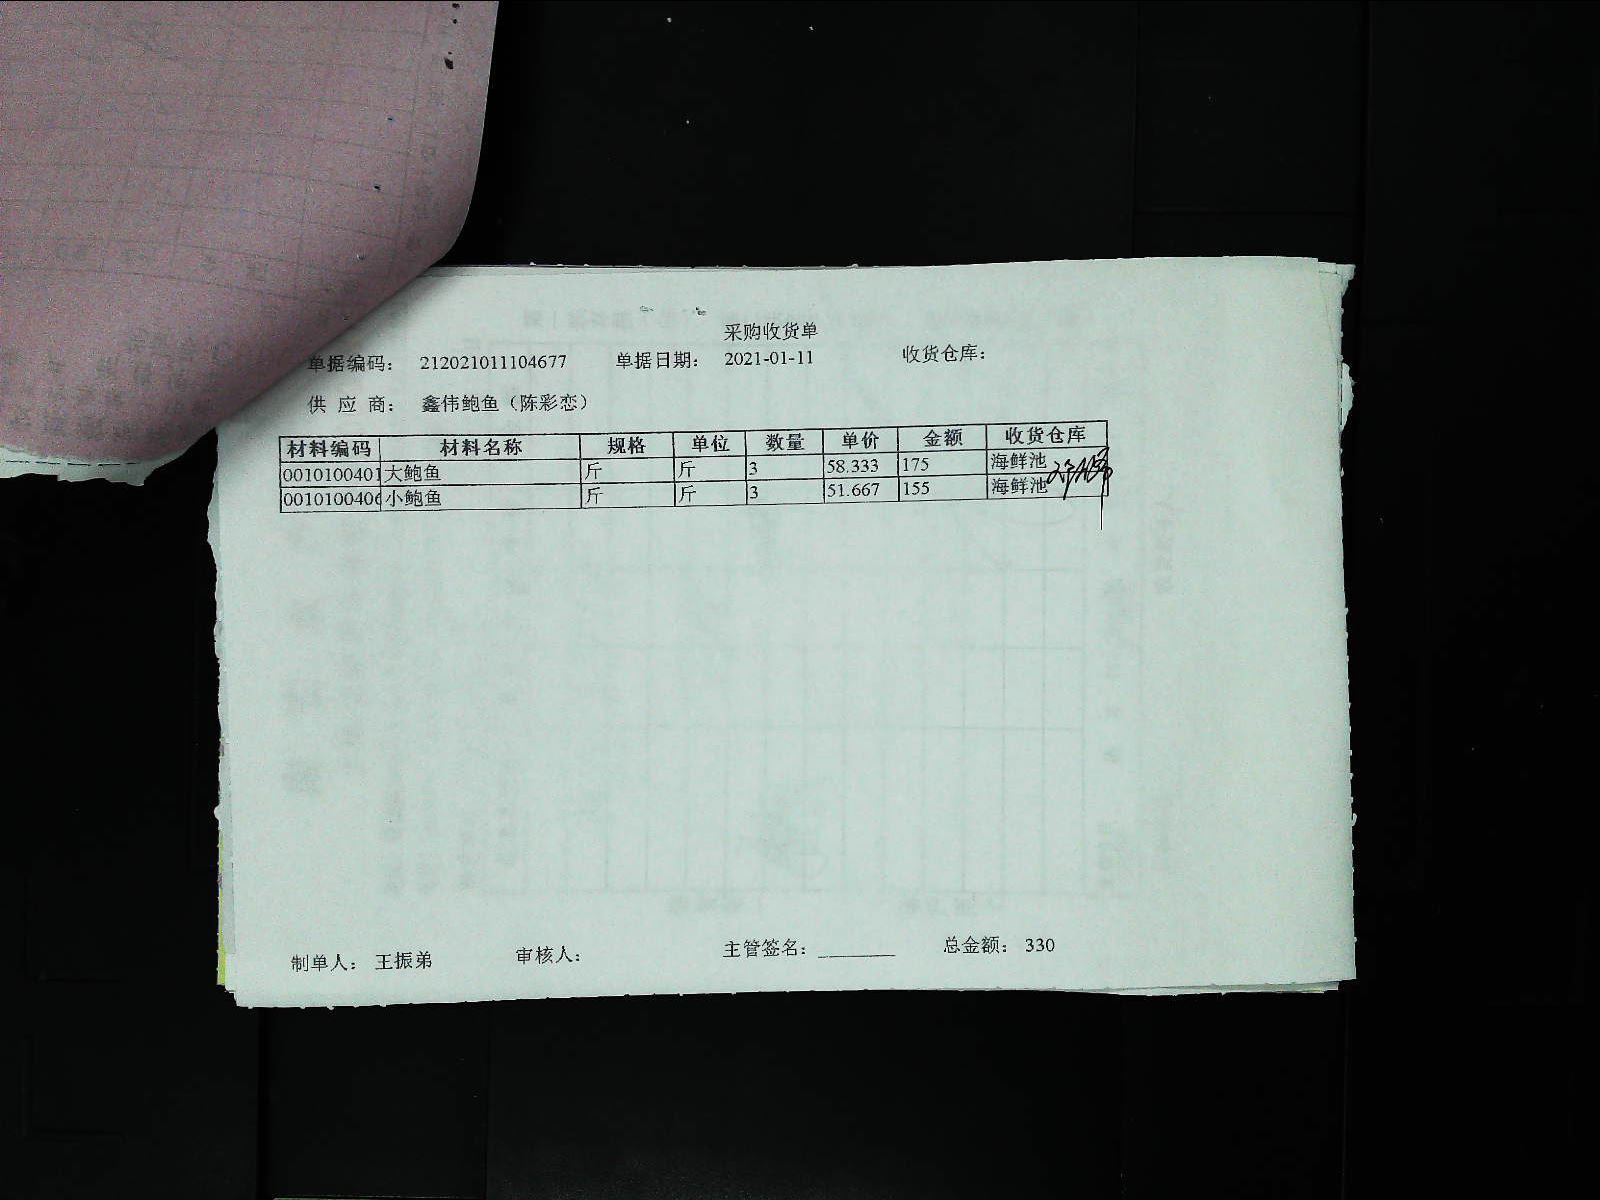 采购收货单
单据编码： 212021011104677 单据日期： 2021-01-11 收货仓库：
供 应 商： 鑫伟鲍鱼（陈彩恋）
材料编码 材料名称 规格 单位 数量 单价 金额 收货仓库
0010100401 大鲍鱼 斤 斤 3 58.333 175 海鲜池
0010100406 小鲍鱼 斤 斤 3 51.667 155 海鲜池
制单人： 王振弟 审核人： 主管签名：________ 总金额： 330